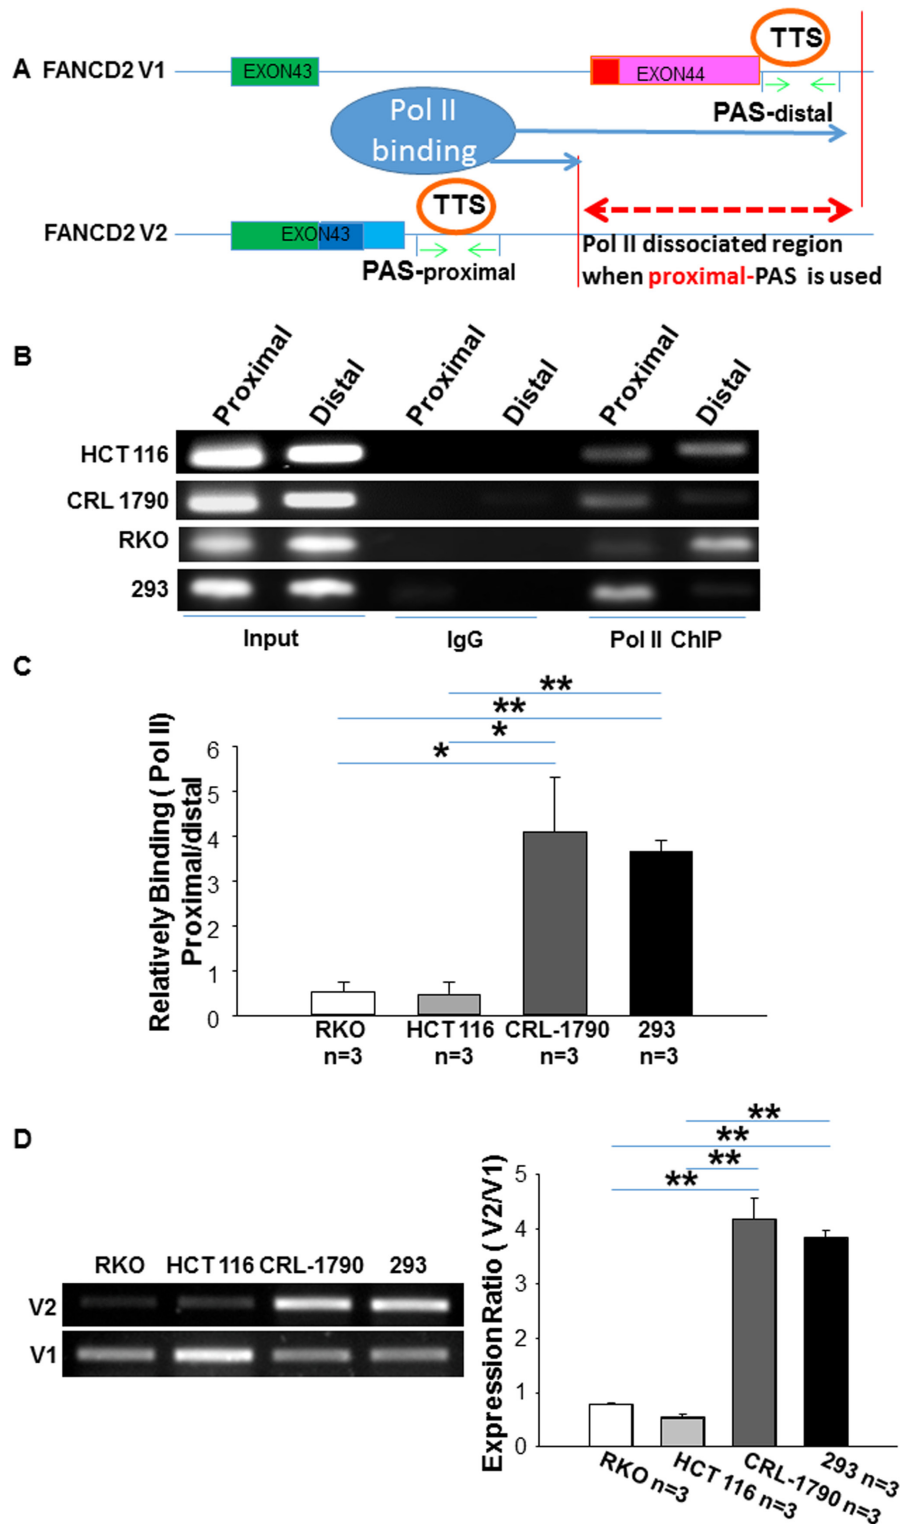 A FANCD2 V1
EXON43
EXON44
TTS
PAS-distal
Pol II
binding
TTS
FANCD2 V2
EXON43
PAS-proximal
Pol II dissociated region
when proximal-PAS is used
B
Proximal
Distal
Proximal
Distal
Proximal
Distal
HCT 116
CRL 1790
RKO
293
Input
IgG
Pol II ChIP
C
**
**
*
*
Relatively Binding ( Pol II)
Proximal/distal
6
5
4
3
2
1
0
RKO
n=3
HCT 116
n=3
CRL-1790
n=3
293
n=3
D
RKO HCT 116 CRL-1790 293
V2
V1
**
**
**
**
Expression Ratio ( V2/V1)
5
4
3
2
1
0
RKO n=3
HCT 116 n=3
CRL-1790 n=3
293 n=3